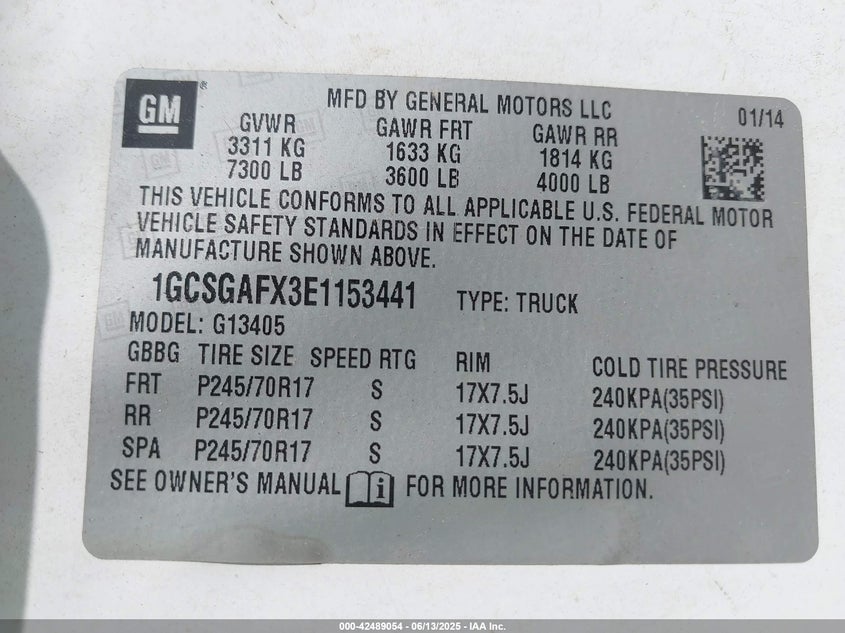 GM ®
MFD BY GENERAL MOTORS LLC
01/14
GVWR GAWR FRT GAWR RR
3311 KG 1633 KG 1814 KG
7300 LB 3600 LB 4000 LB
THIS VEHICLE CONFORMS TO ALL APPLICABLE U.S. FEDERAL MOTOR
VEHICLE SAFETY STANDARDS IN EFFECT ON THE DATE OF
MANUFACTURE SHOWN ABOVE.
1GCSGAFX3E1153441 TYPE: TRUCK
MODEL: G13405
GBBG TIRE SIZE SPEED RTG RIM COLD TIRE PRESSURE
FRT P245/70R17 S 17X7.5J 240KPA(35PSI)
RR P245/70R17 S 17X7.5J 240KPA(35PSI)
SPA P245/70R17 S 17X7.5J 240KPA(35PSI)
SEE OWNER'S MANUAL i FOR MORE INFORMATION.
000-42489054 - 06/13/2025 - IAA Inc.